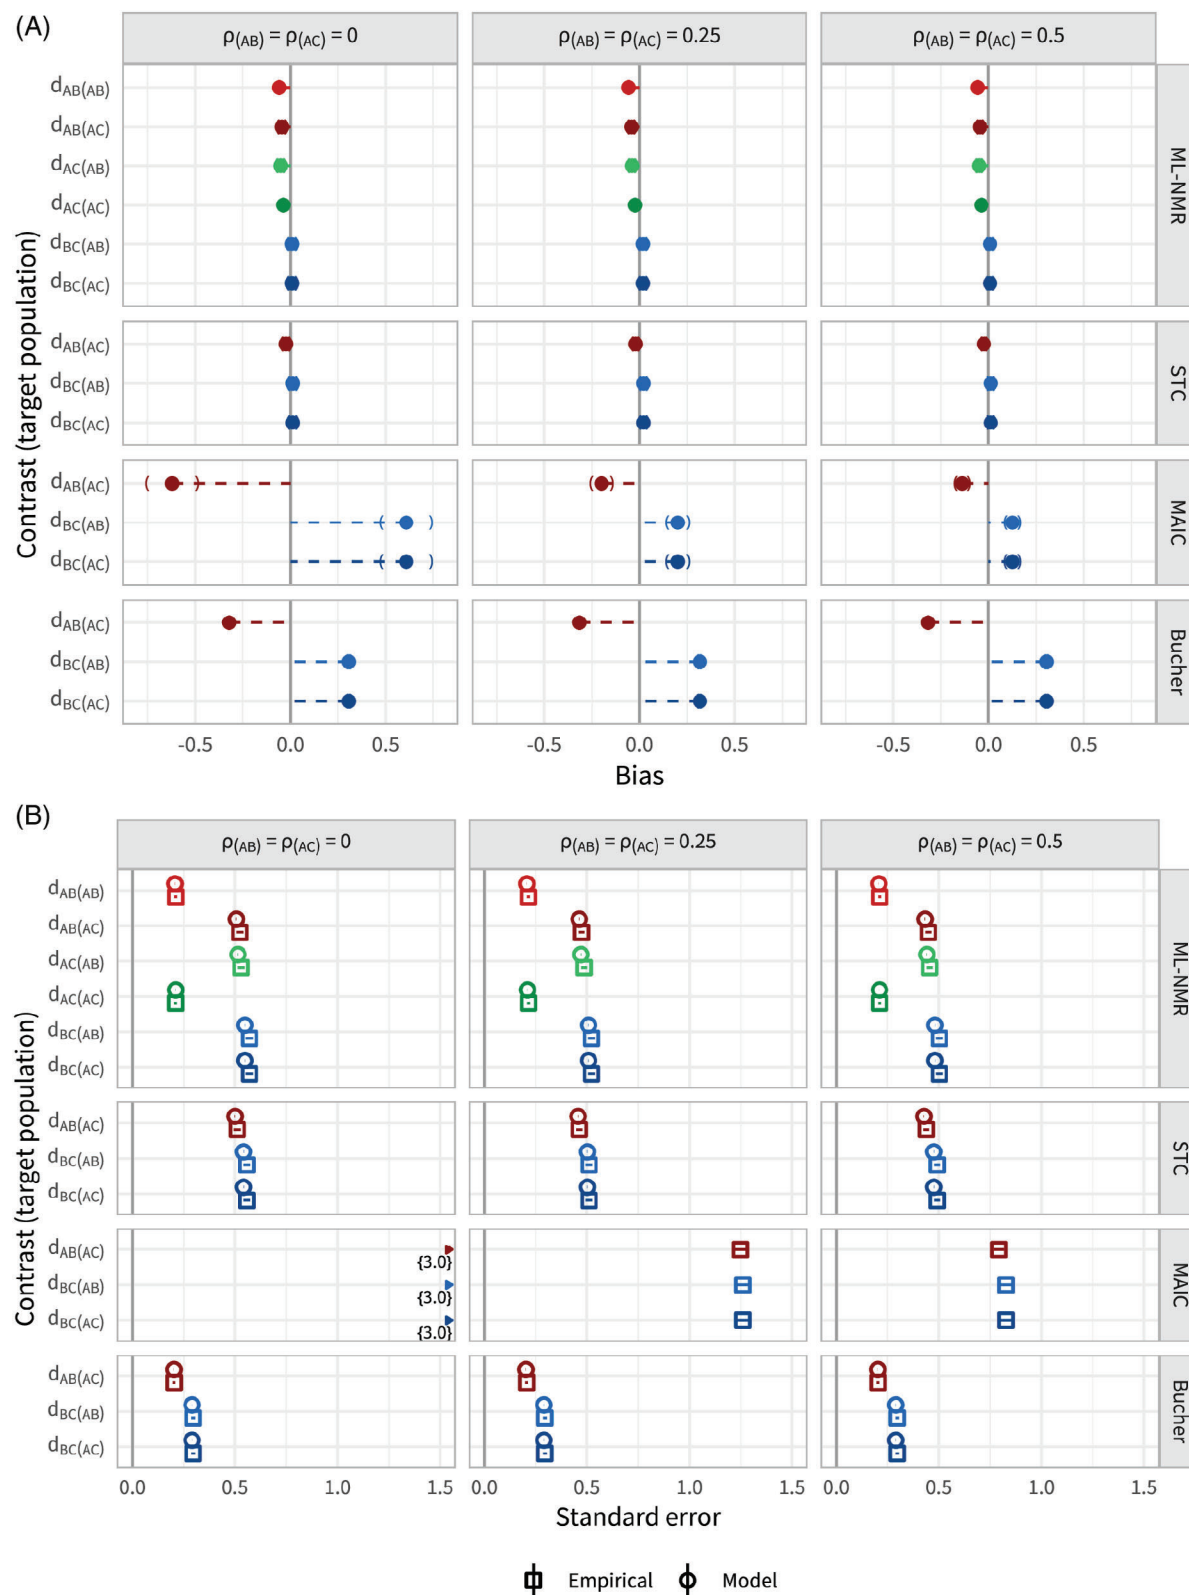 (A)
ρ(AB) = ρ(AC) = 0
ρ(AB) = ρ(AC) = 0.25
ρ(AB) = ρ(AC) = 0.5
Contrast (target population)
dAB(AB)
dAB(AC)
dAC(AB)
dAC(AC)
dBC(AB)
dBC(AC)
ML-NMR
dAB(AC)
dBC(AB)
dBC(AC)
STC
dAB(AC)
dBC(AB)
dBC(AC)
MAIC
dAB(AC)
dBC(AB)
dBC(AC)
Bucher
-0.5 0.0 0.5
-0.5 0.0 0.5
-0.5 0.0 0.5
Bias
(B)
ρ(AB) = ρ(AC) = 0
ρ(AB) = ρ(AC) = 0.25
ρ(AB) = ρ(AC) = 0.5
Contrast (target population)
dAB(AB)
dAB(AC)
dAC(AB)
dAC(AC)
dBC(AB)
dBC(AC)
ML-NMR
dAB(AC)
dBC(AB)
dBC(AC)
STC
dAB(AC)
{3.0}
dBC(AB)
{3.0}
dBC(AC)
{3.0}
MAIC
dAB(AC)
dBC(AB)
dBC(AC)
Bucher
0.0 0.5 1.0 1.5
0.0 0.5 1.0 1.5
0.0 0.5 1.0 1.5
Standard error
Empirical Model